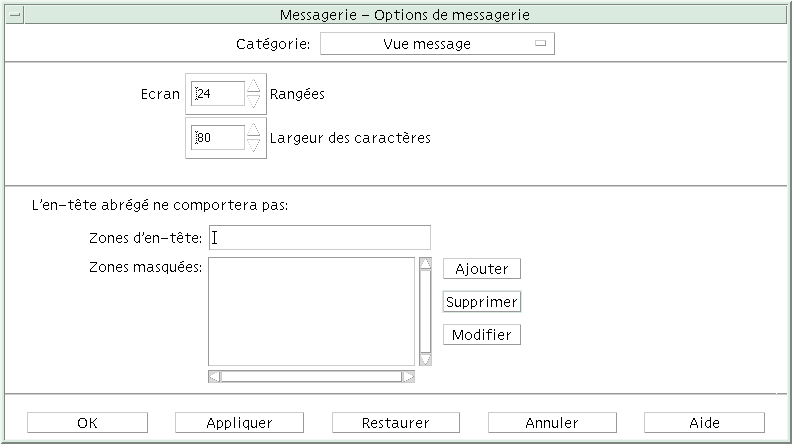 Messagerie – Options de messagerie
Catégorie: Vue message
Ecran 24 Rangées
80 Largeur des caractères
L'en–tête abrégé ne comportera pas:
Zones d'en–tête:
Zones masquées:
Ajouter
Supprimer
Modifier
OK Appliquer Restaurer Annuler Aide